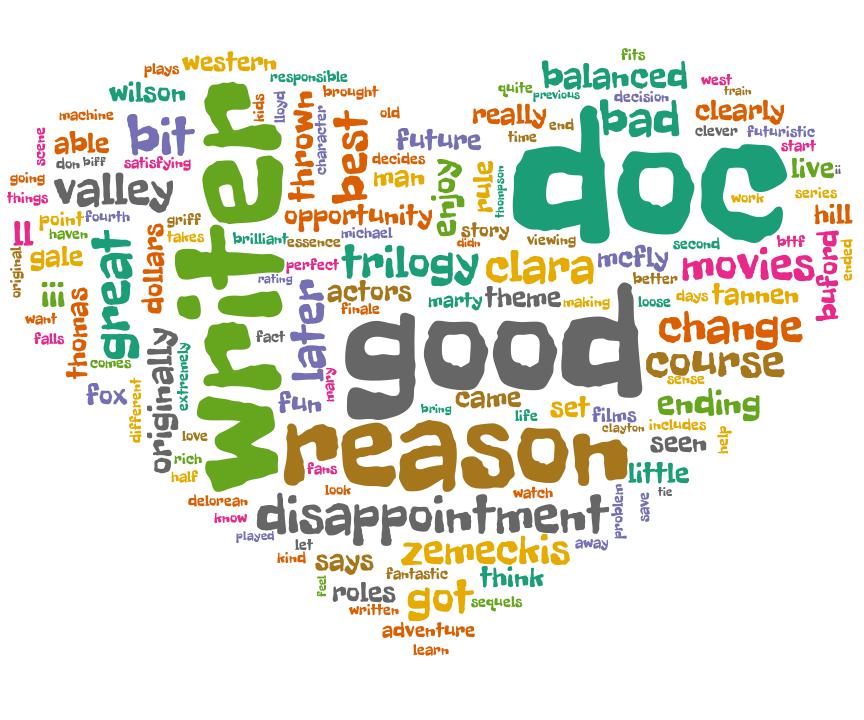 fits
plays western
responsible
balanced
west
wilson
kids
lloyd
brought
quite
previous
decision
train
machine
old
really
end
bad
clearly
scene
able
bit
thrown
character
best
future
time
clever
futuristic
start
don biff
satisfying
decides
man
enjoy
rule
thompson
doc
live
ii
going
things
valley
writer
opportunity
work
series
hill
ll
point
fourth
haven
griff
takes
brilliant
essence
michael
story
didn
viewing
second
bttf
ended
original
gale
great
dollars
perfect
trilogy
clara
mcfly
movies
buford
rating
better
iii
thomas
later
actors
finale
marty
theme
making
loose
days
tannen
want
falls
originally
extremely
fact
good
change
comes
course
sense
fox
different
mary
fun
bring
came
life
set
films
clayton
includes
ending
love
reason
seen
help
rich
half
fans
little
delorean
look
watch
problem
save
tie
know
disappointment
played
let
kind
says
zemeckis
away
feel
fantastic
think
roles
written
got
sequels
adventure
learn